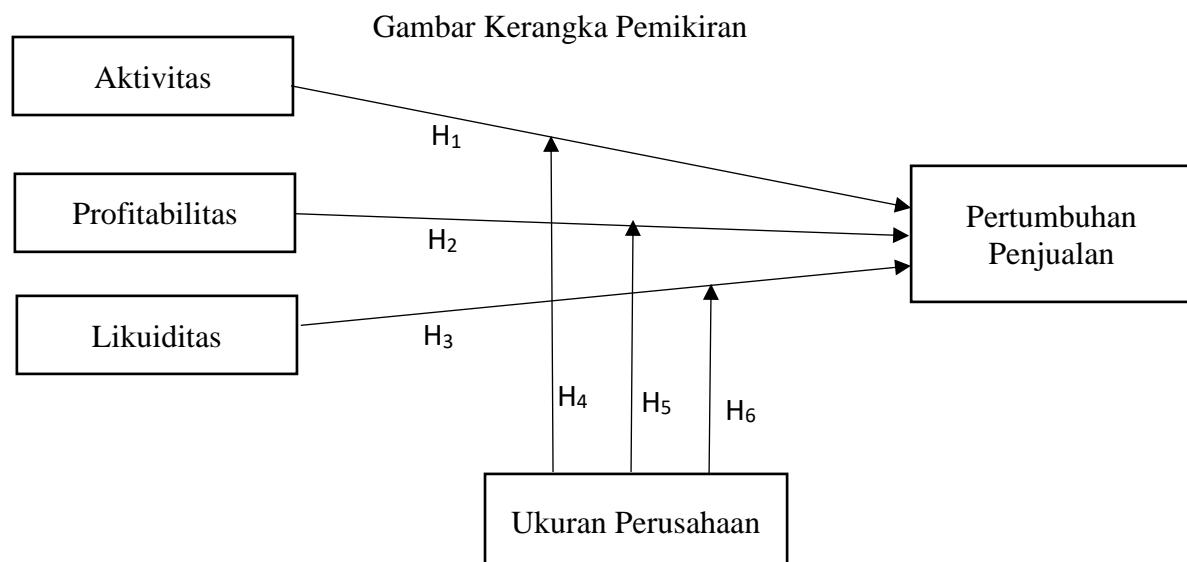 Gambar Kerangka Pemikiran
Aktivitas
H₁
Profitabilitas
H₂
Pertumbuhan
Penjualan
Likuiditas
H₃
H₄
H₅
H₆
Ukuran Perusahaan